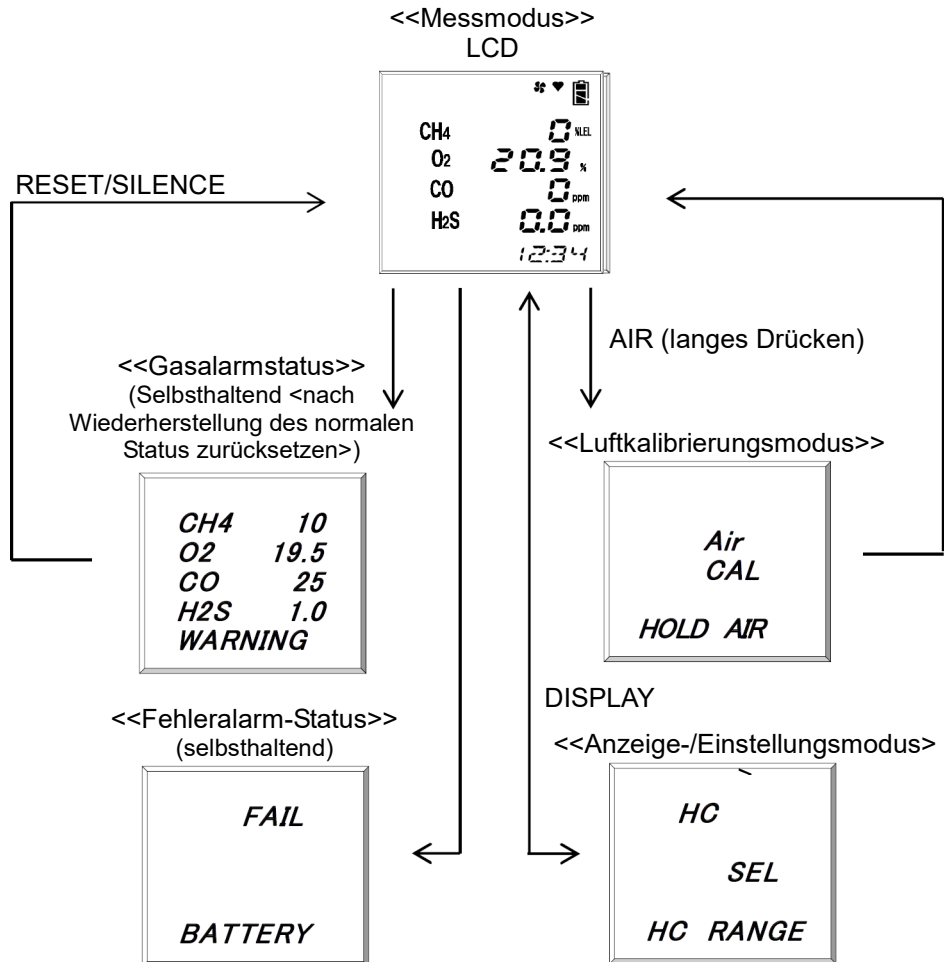 <<Messmodus>>
LCD
CH4 0 %LEL
O2 20.9 %
CO 0 ppm
H2S 0.0 ppm
12:34
RESET/SILENCE
AIR (langes Drücken)
<<Gasalarmstatus>>
(Selbsthaltend <nach
Wiederherstellung des normalen
Status zurücksetzen>)
CH4 10
O2 19.5
CO 25
H2S 1.0
WARNING
<<Luftkalibrierungsmodus>>
Air
CAL
HOLD AIR
<<Fehleralarm-Status>>
(selbsthaltend)
FAIL
BATTERY
DISPLAY
<<Anzeige-/Einstellungsmodus>
HC
SEL
HC RANGE